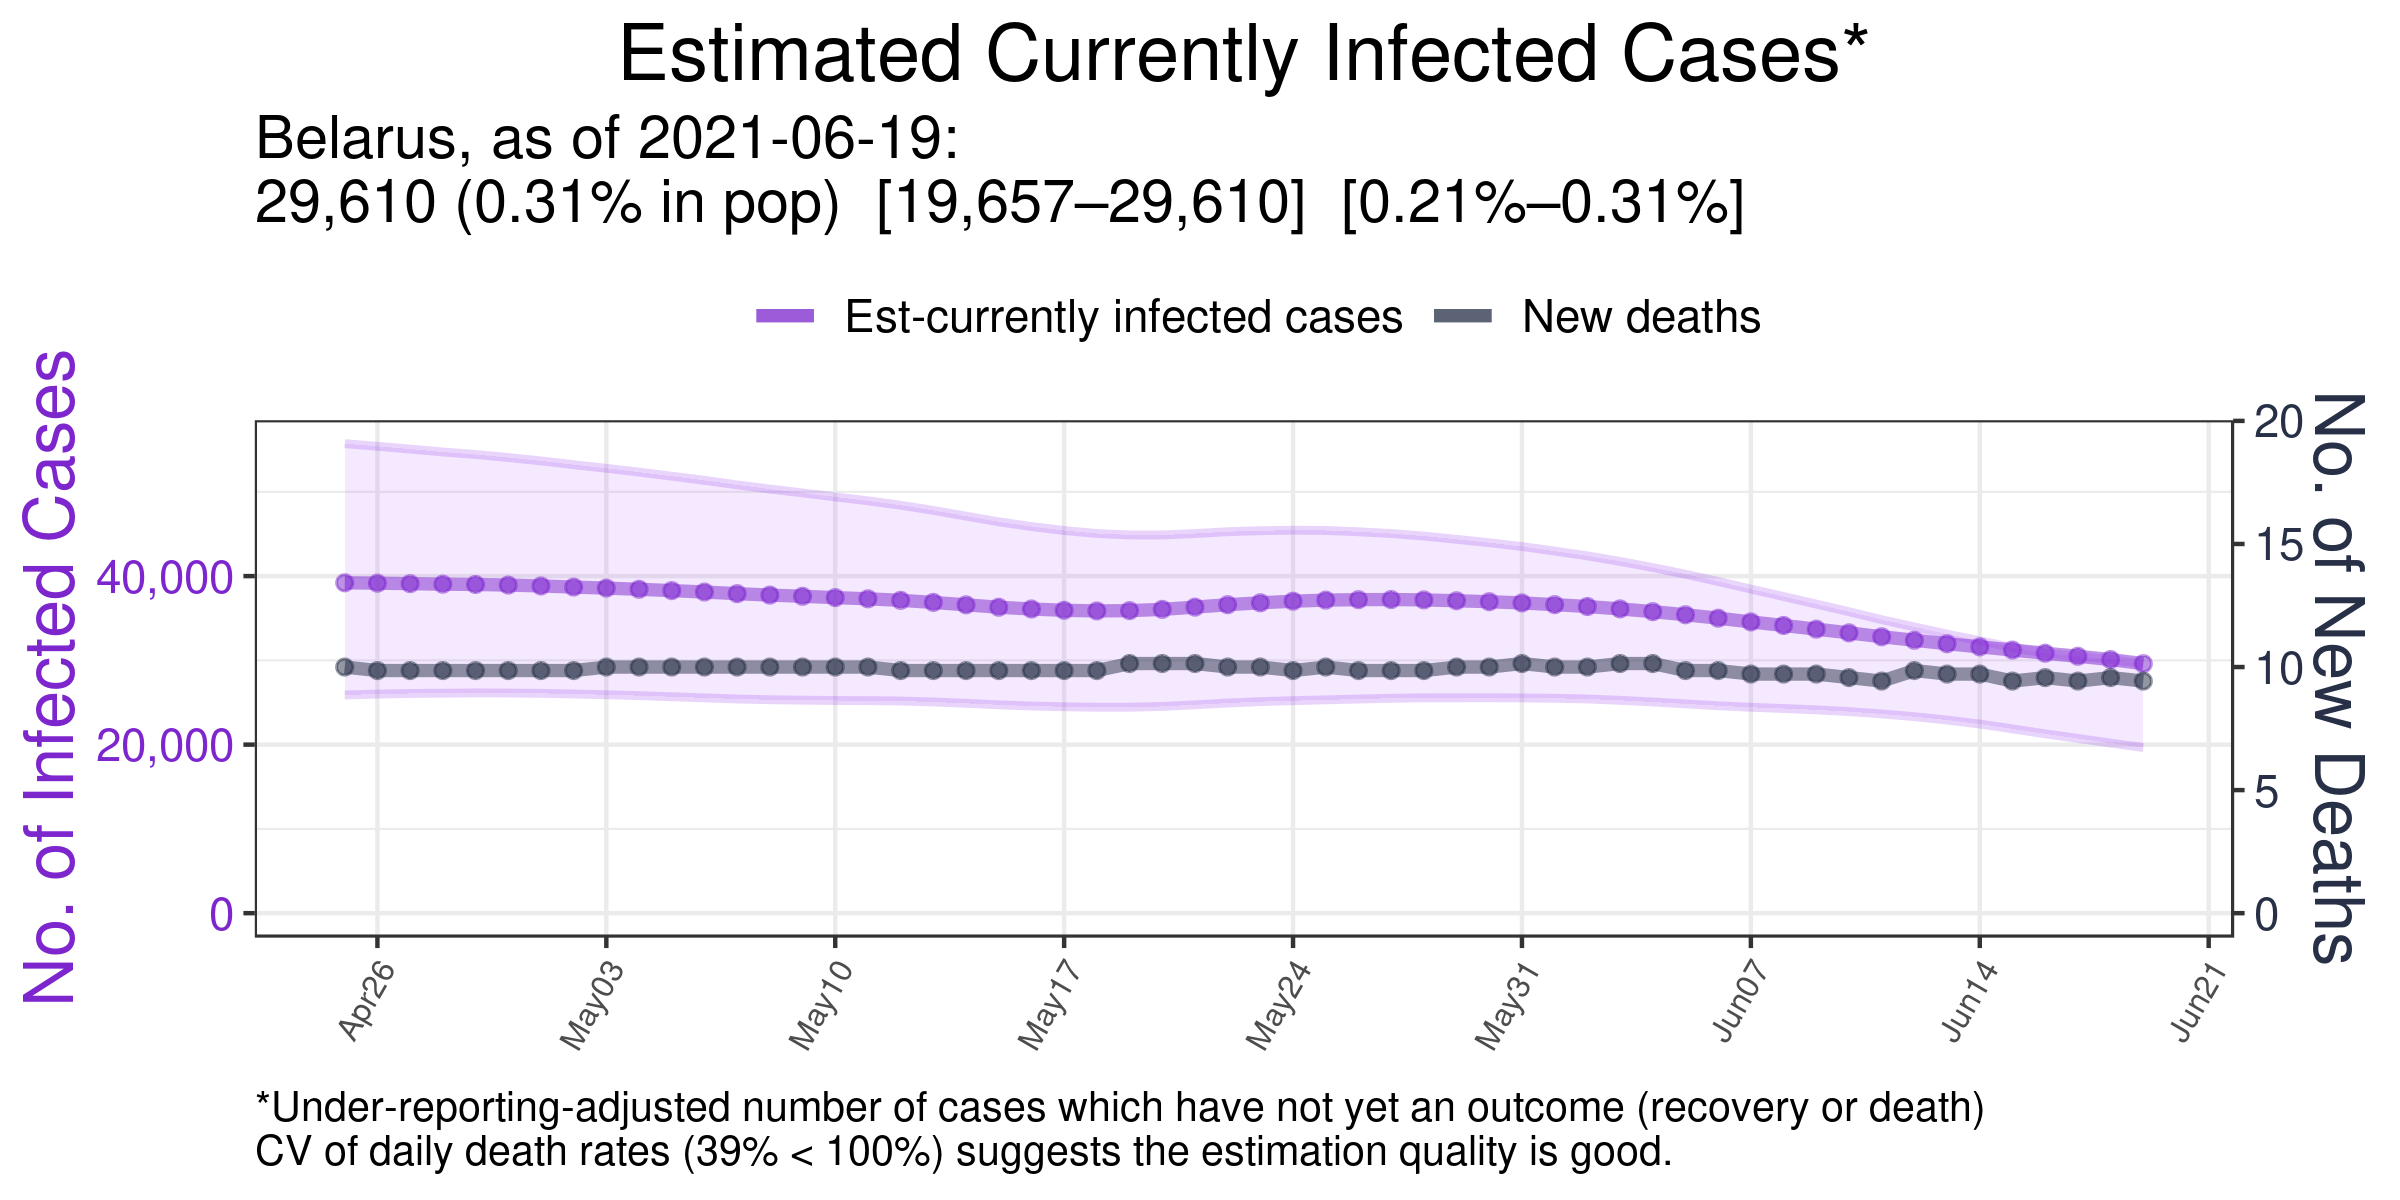 Estimated Currently Infected Cases*
Belarus, as of 2021-06-19:
29,610 (0.31% in pop)  [19,657–29,610]  [0.21%–0.31%]
Est-currently infected cases
New deaths
No. of Infected Cases
40,000
20,000
0
20
15
10
5
0
No. of New Deaths
Apr26
May03
May10
May17
May24
May31
Jun07
Jun14
Jun21
*Under-reporting-adjusted number of cases which have not yet an outcome (recovery or death)
CV of daily death rates (39% < 100%) suggests the estimation quality is good.